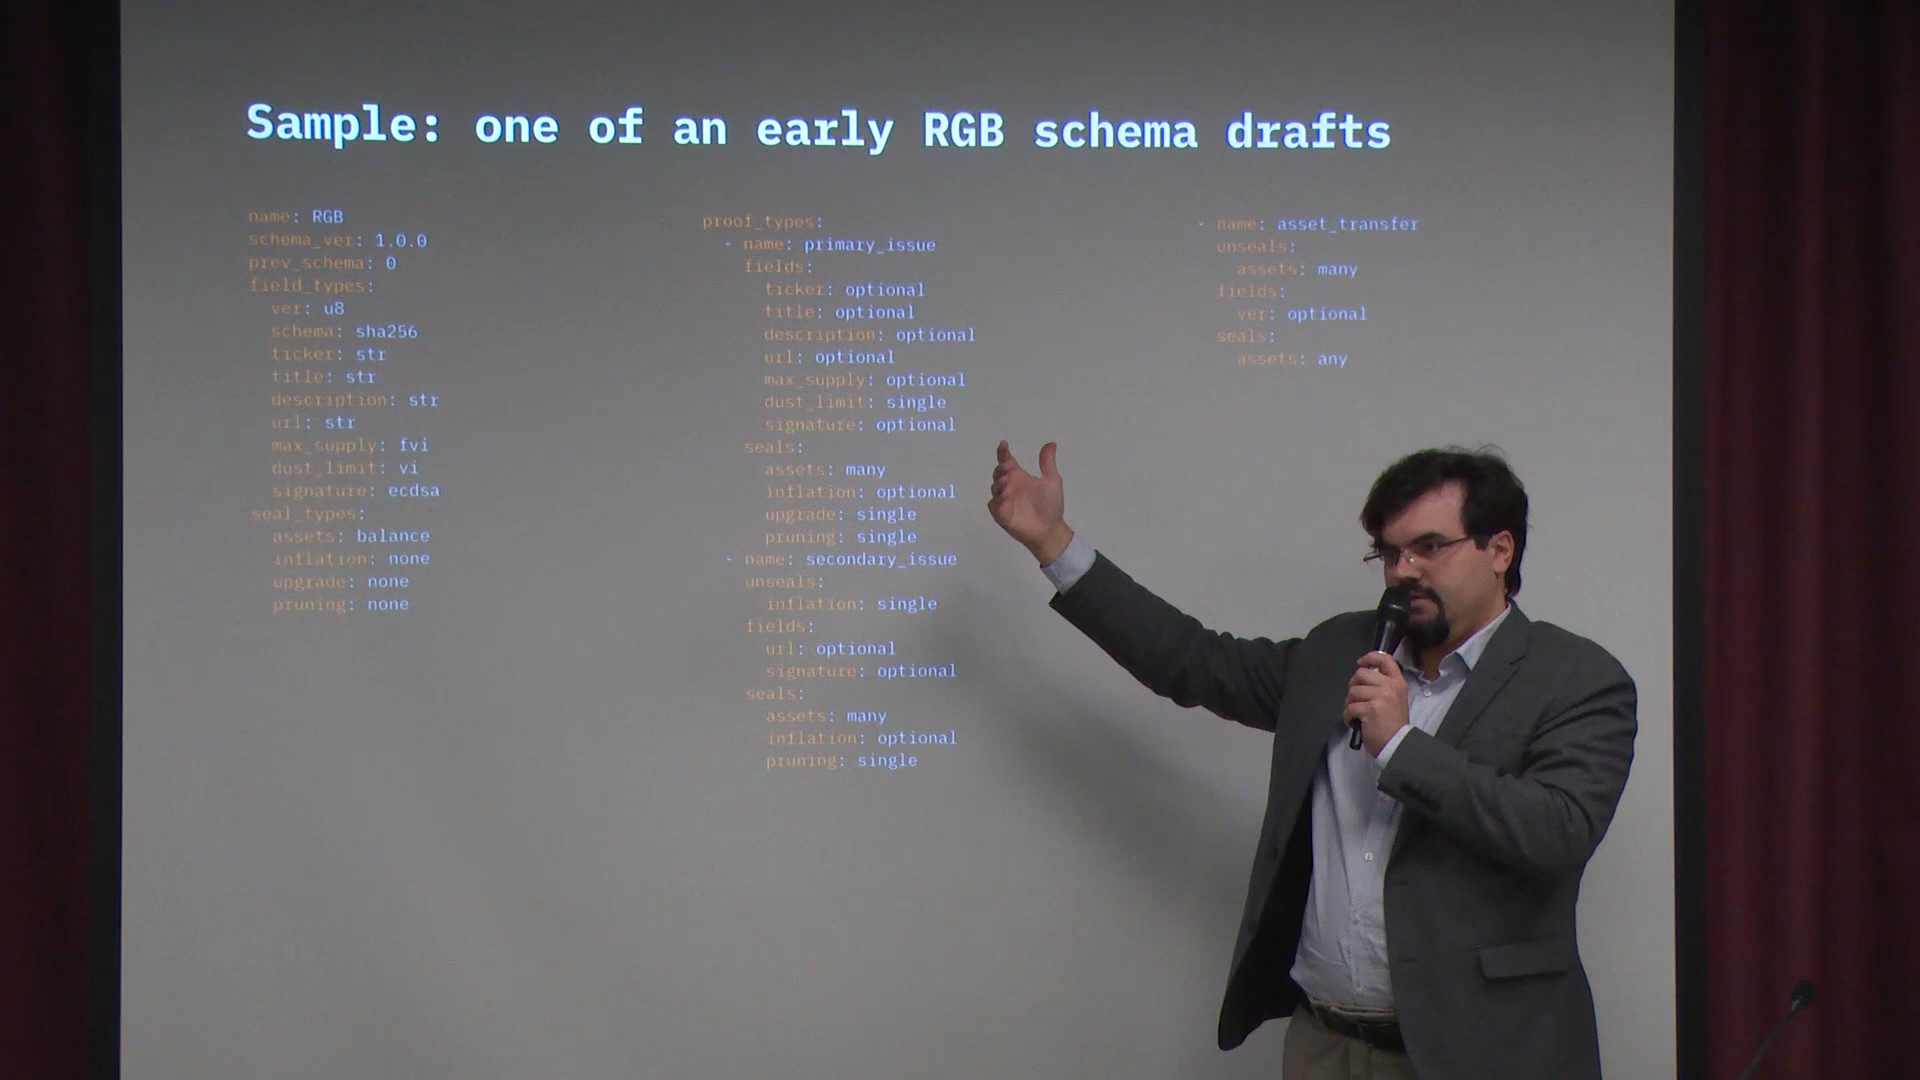 Sample: one of an early RGB schema drafts
name: RGB
schema_ver: 1.0.0
prev_schema: 0
field_types:
ver: u8
schema: sha256
ticker: str
title: str
description: str
url: str
max_supply: fvi
dust_limit: vi
signature: ecdsa
seal_types:
assets: balance
inflation: none
upgrade: none
pruning: none
proof_types:
- name: primary_issue
fields:
ticker: optional
title: optional
description: optional
url: optional
max_supply: optional
dust_limit: single
signature: optional
seals:
assets: many
inflation: optional
upgrade: single
pruning: single
- name: secondary_issue
unseals:
inflation: single
fields:
url: optional
signature: optional
seals:
assets: many
inflation: optional
pruning: single
- name: asset_transfer
unseals:
assets: many
fields:
ver: optional
seals:
assets: any